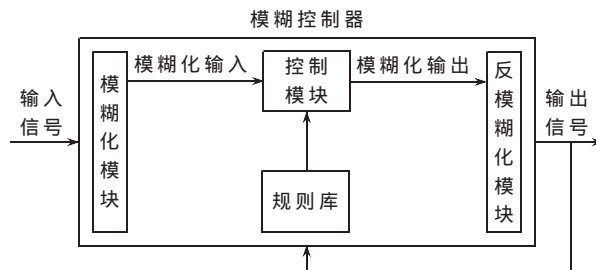 模糊控制器
输入
信号
模
糊
化
模
块
模糊化输入
控制
模块
模糊化输出
规则库
反
模
糊
化
模
块
输出
信号